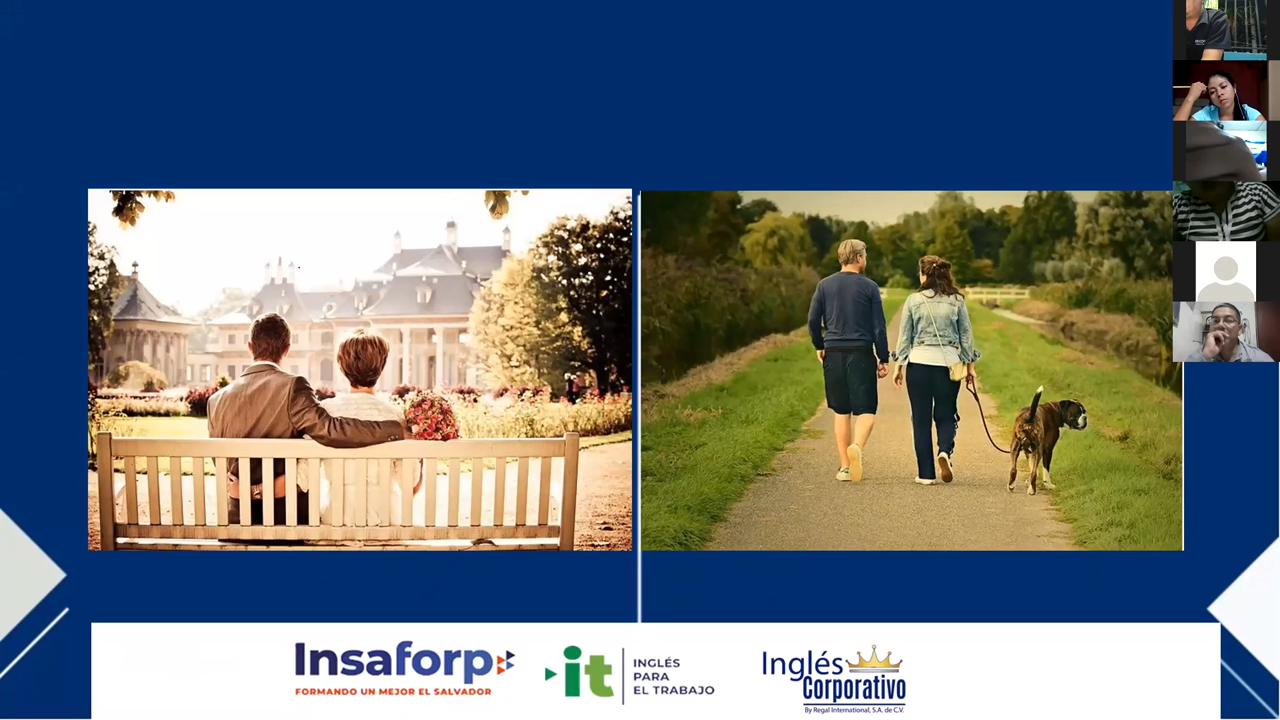 Insaforp
FORMANDO UN MEJOR EL SALVADOR
it
INGLÉS
PARA
EL TRABAJO
Inglés
Corporativo
By Regal International, S.A. de C.V.